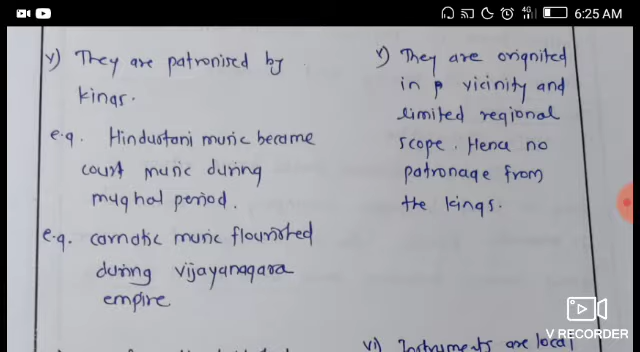 6:25 AM
4G
v) They are patronised by
kings.
e.g. Hindustani music became
court music during
mughal period.
e.g. carnatic music flourished
during vijayanagara
empire
v) They are orignited
in vicinity and
limited regional
scope. Hence no
patronage from
the kings.
vi) Instruments are local
V RECORDER